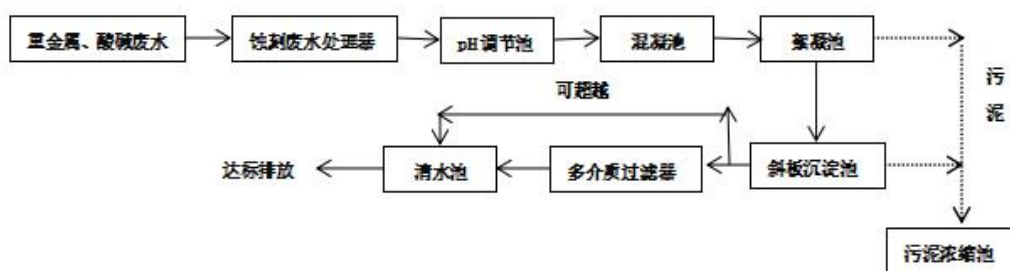 重金属、酸碱废水
蚀刻废水处理器
pH调节池
混凝池
絮凝池
可超越
污泥
达标排放
清水池
多介质过滤器
斜板沉淀池
污泥浓缩池